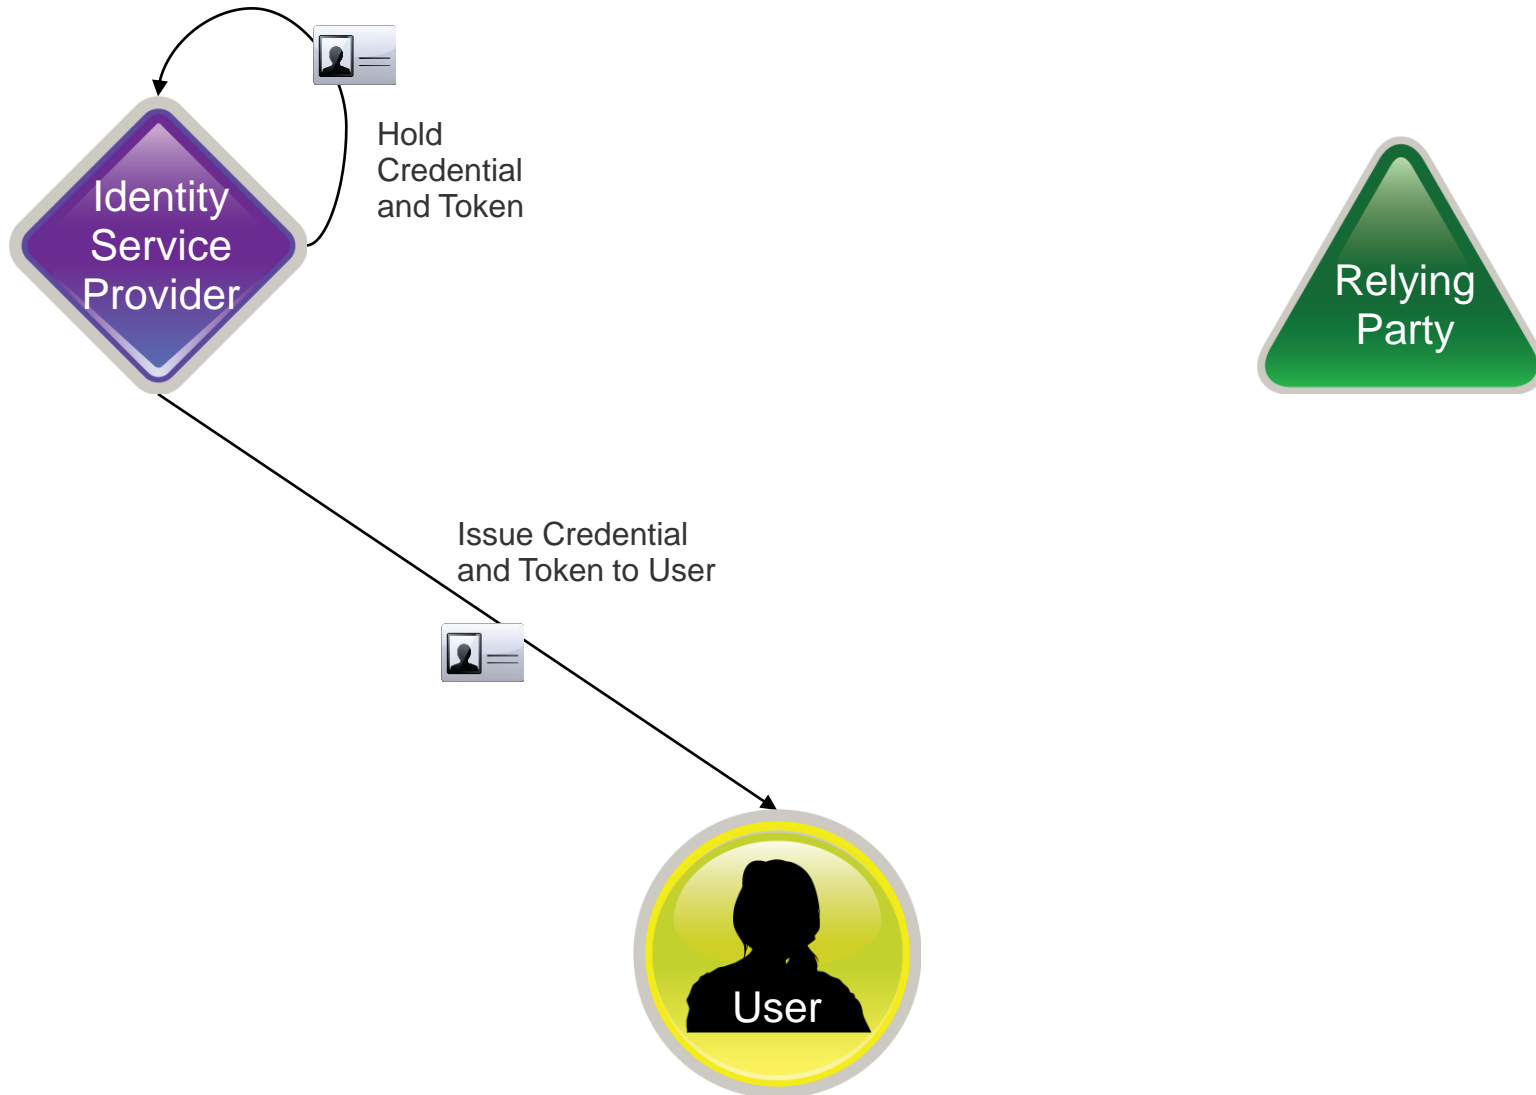 Hold
Credential
and Token
Identity
Service
Provider
Relying
Party
Issue Credential
and Token to User
User